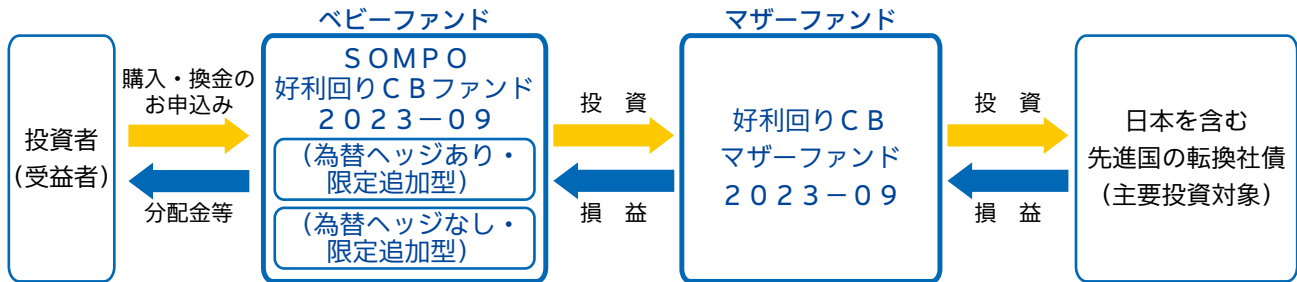 ベビーファンド
マザーファンド
投資者
(受益者)
購入・換金の
お申込み
分配金等
SOMPO
好利回りCBファンド
2023-09
(為替ヘッジあり・
限定追加型)
(為替ヘッジなし・
限定追加型)
投 資
損 益
好利回りCB
マザーファンド
2023-09
投 資
損 益
日本を含む
先進国の転換社債
(主要投資対象)